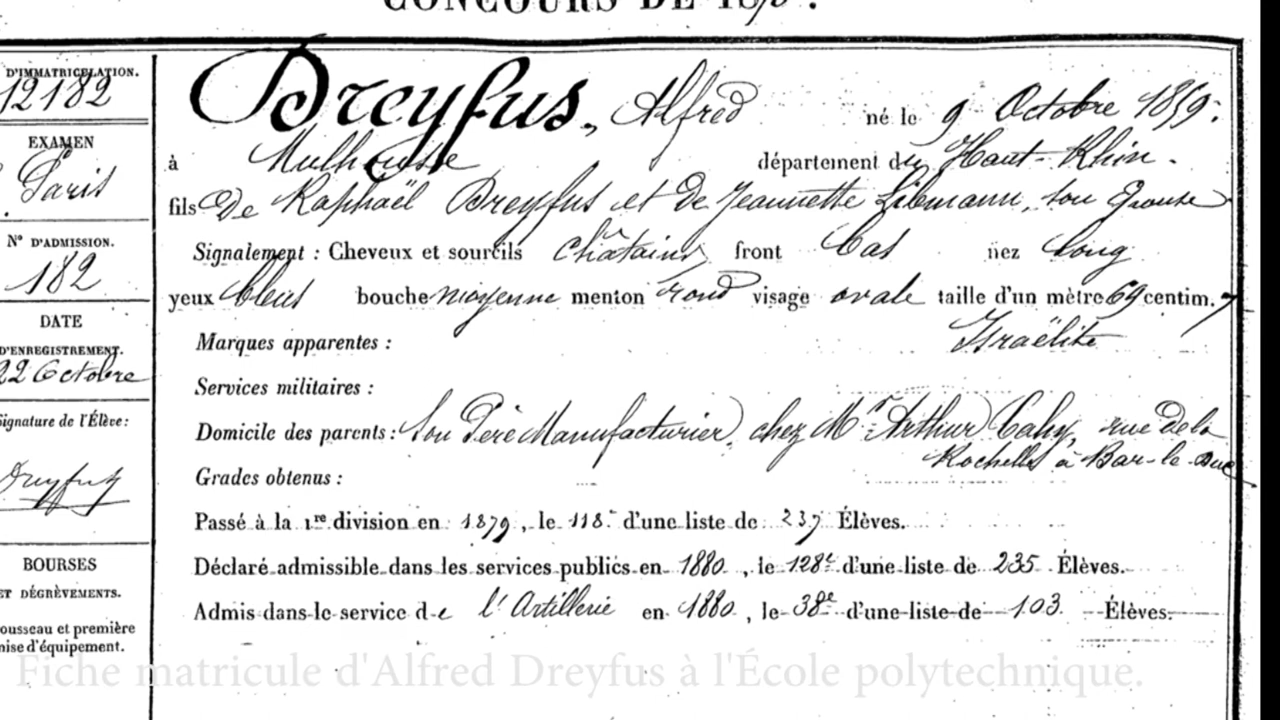 CONCOURS DE 1878.
D'IMMATRICULATION.
12182
EXAMEN
Paris
N° D'ADMISSION.
182
DATE
D'ENREGISTREMENT.
22 Octobre
Signature de l'Élève:
Dreyfus
BOURSES
ET DÉGRÈVEMENTS.
ousseau et première
mise d'équipement.
Dreyfus, Alfred né le 9 Octobre 1859.
à Mulhouse département du Haut-Rhin.
fils De Raphaël Dreyfus et de Jeannette Libmann, son Epouse
Signalement : Cheveux et sourcils châtains front bas nez long
yeux bleus bouche moyenne menton rond visage ovale taille d'un mètre 69 centim. 7
Marques apparentes : Israëlite
Services militaires :
Domicile des parents : Son Père Manufacturier, chez Mr Arthur Cahn, rue de la
Rochelle à Bar-le-Duc
Grades obtenus :
Passé à la 1re division en 1879, le 118e d'une liste de 237 Élèves.
Déclaré admissible dans les services publics en 1880, le 128e d'une liste de 235 Élèves.
Admis dans le service de l'Artillerie en 1880, le 38e d'une liste de 103 Élèves.
Fiche matricule d'Alfred Dreyfus à l'École polytechnique.